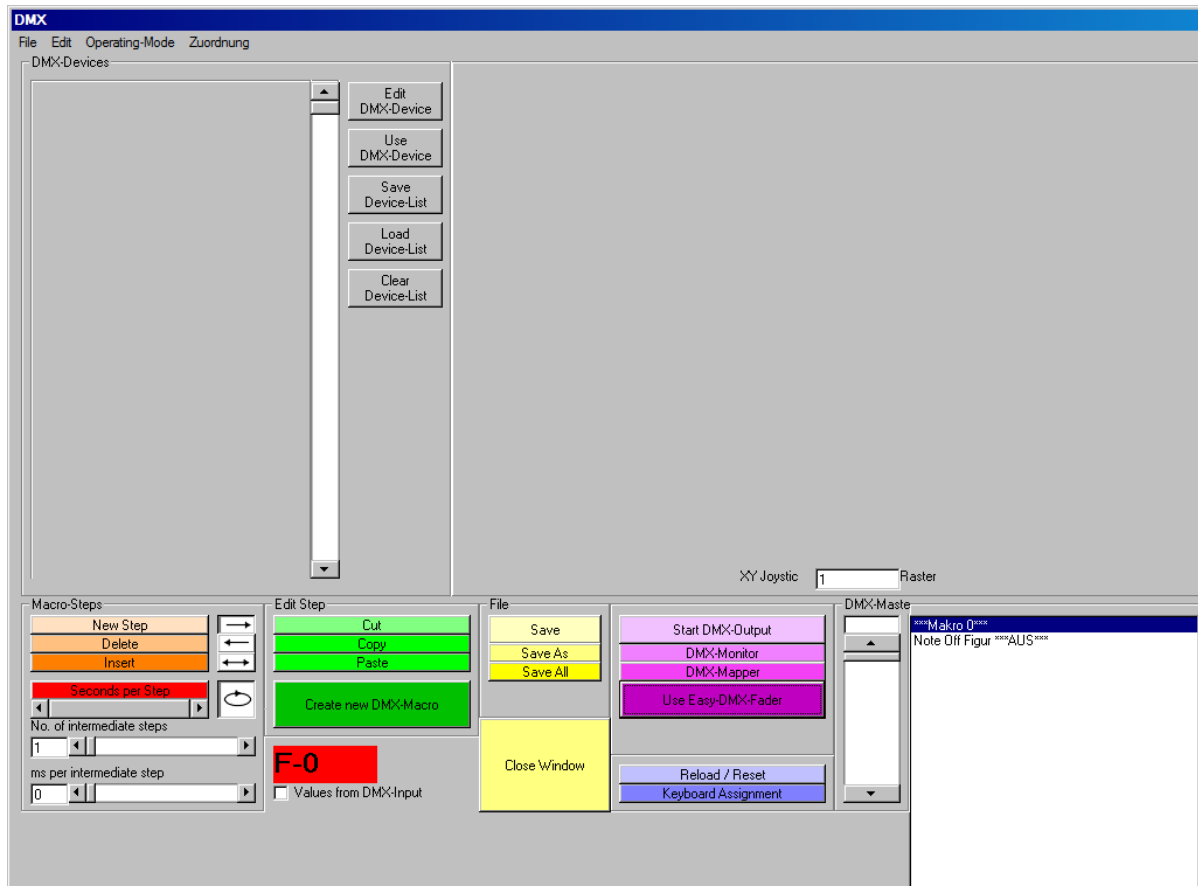 DMX
File Edit Operating-Mode Zuordnung
DMX-Devices
Edit
DMX-Device
Use
DMX-Device
Save
Device-List
Load
Device-List
Clear
Device-List
XY Joystic 1 Raster
Macro-Steps
New Step
Delete
Insert
Seconds per Step
No. of intermediate steps
1
ms per intermediate step
0
Edit Step
Cut
Copy
Paste
Create new DMX-Macro
F-0
Values from DMX-Input
File
Save
Save As
Save All
Close Window
Start DMX-Output
DMX-Monitor
DMX-Mapper
Use Easy-DMX-Fader
Reload / Reset
Keyboard Assignment
DMX-Maste
***Makro 0***
Note Off Figur ***AUS***